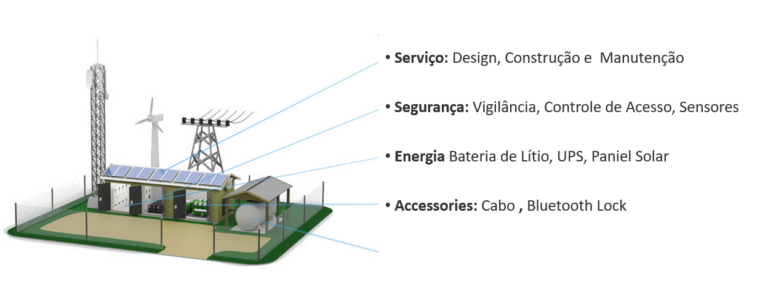 • Serviço: Design, Construção e  Manutenção
• Segurança: Vigilância, Controle de Acesso, Sensores
• Energia Bateria de Lítio, UPS, Paniel Solar
• Accessories: Cabo , Bluetooth Lock